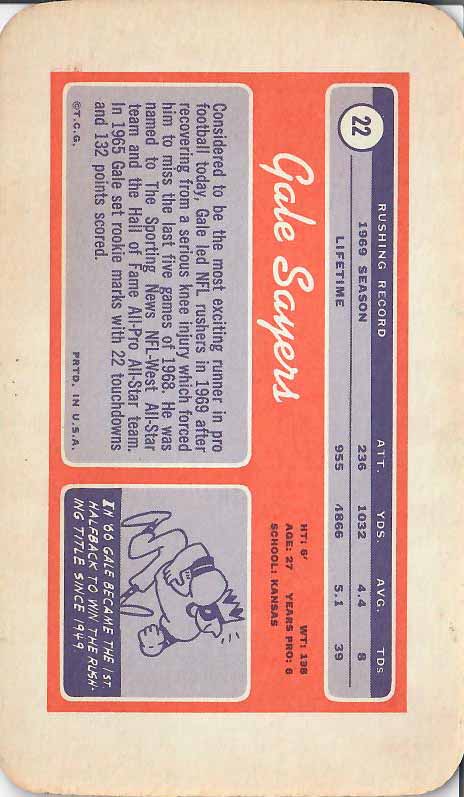 22
RUSHING RECORD ATT. YDS. AVG. TDs
1969 SEASON 236 1032 4.4 8
LIFETIME 955 4866 5.1 39
Gale Sayers
HT: 6' WT: 198
AGE: 27 YEARS PRO: 6
SCHOOL: KANSAS
Considered to be the most exciting runner in pro
football today, Gale led NFL rushers in 1969 after
recovering from a serious knee injury which forced
him to miss the last five games of 1968. He was
named to The Sporting News NFL-West All-Star
team and the Hall of Fame All-Pro All-Star team.
In 1965 Gale set rookie marks with 22 touchdowns
and 132 points scored.
©T.C.G. PRTD. IN U.S.A.
IN '66 GALE BECAME THE 1ST
HALFBACK TO WIN THE RUSH-
ING TITLE SINCE 1949.